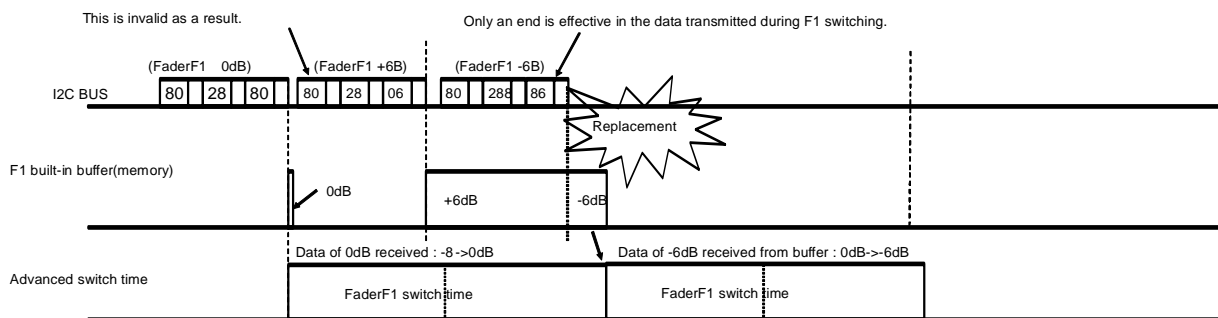 This is invalid as a result.
Only an end is effective in the data transmitted during F1 switching.
(FaderF1 0dB)
(FaderF1 +6B)
(FaderF1 -6B)
I2C BUS
80 28 80
80 28 06
80 288 86
Replacement
F1 built-in buffer(memory)
0dB
+6dB
-6dB
Data of 0dB received : -8->0dB
Data of -6dB received from buffer : 0dB->-6dB
Advanced switch time
FaderF1 switch time
FaderF1 switch time